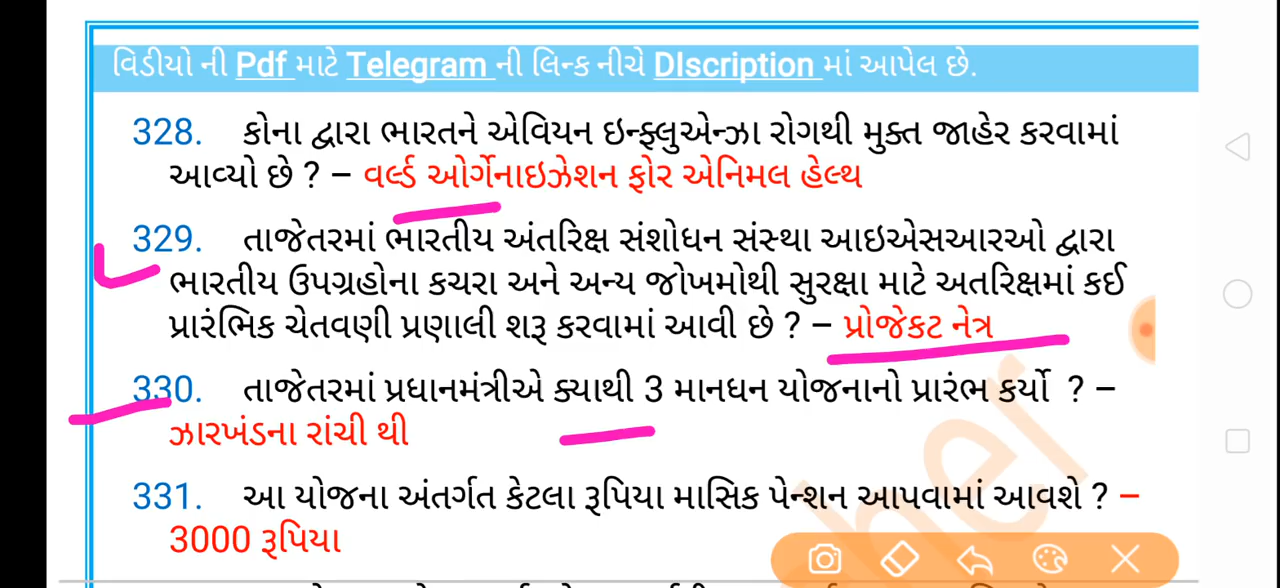 વિડીયો ની Pdf માટે Telegram ની લિન્ક નીચે DIscription માં આપેલ છે.
328. કોના દ્વારા ભારતને એવિયન ઇન્ફ્લુએન્ઝા રોગથી મુક્ત જાહેર કરવામાં
આવ્યો છે ? – વર્લ્ડ ઓર્ગેનાઇઝેશન ફોર એનિમલ હેલ્થ
329. તાજેતરમાં ભારતીય અંતરિક્ષ સંશોધન સંસ્થા આઇએસઆરઓ દ્વારા
ભારતીય ઉપગ્રહોના કચરા અને અન્ય જોખમોથી સુરક્ષા માટે અતરિક્ષમાં કઈ
પ્રારંભિક ચેતવણી પ્રણાલી શરૂ કરવામાં આવી છે ? – પ્રોજેકટ નેત્ર
330. તાજેતરમાં પ્રધાનમંત્રીએ ક્યાથી 3 માનધન યોજનાનો પ્રારંભ કર્યો ? –
ઝારખંડના રાંચી થી
331. આ યોજના અંતર્ગત કેટલા રૂપિયા માસિક પેન્શન આપવામાં આવશે ? –
3000 રૂપિયા
her